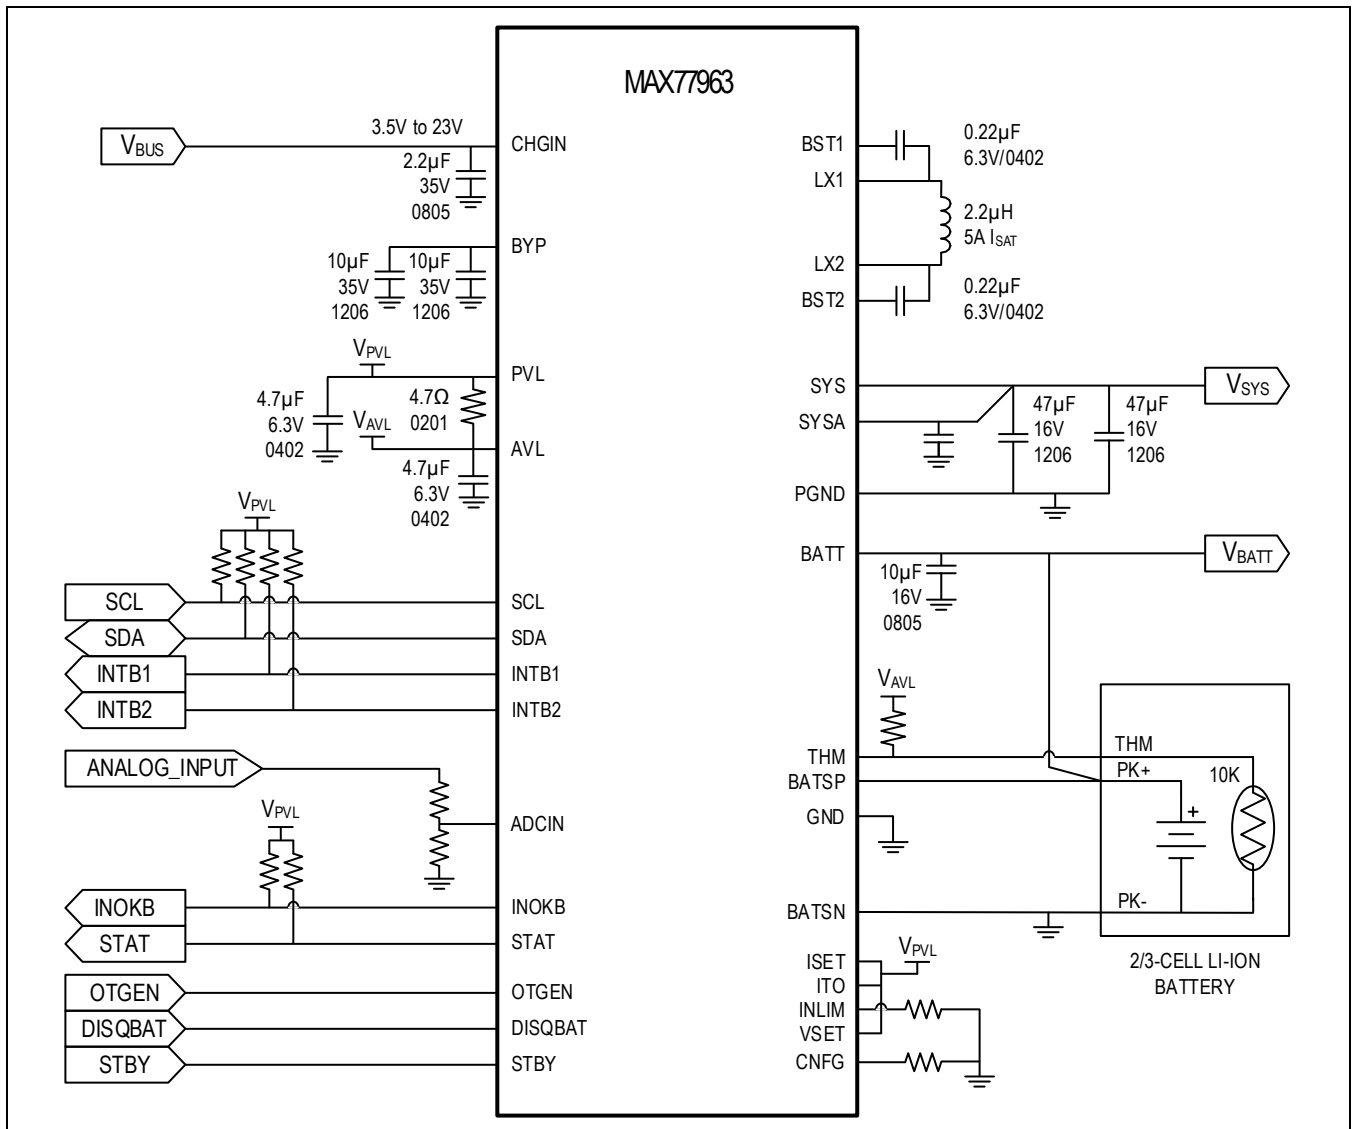 MAX77963
VBUS
3.5V to 23V
CHGIN
2.2µF
35V
0805
BYP
10µF
35V
1206
10µF
35V
1206
VPVL
PVL
4.7µF
6.3V
0402
4.7Ω
0201
VAVL
AVL
4.7µF
6.3V
0402
VPVL
SCL
SCL
SDA
SDA
INTB1
INTB1
INTB2
INTB2
ANALOG_INPUT
ADCIN
VPVL
INOKB
INOKB
STAT
STAT
OTGEN
OTGEN
DISQBAT
DISQBAT
STBY
STBY
BST1
0.22µF
6.3V/0402
LX1
2.2µH
5A ISAT
LX2
BST2
0.22µF
6.3V/0402
SYS
VSYS
SYSA
47µF
16V
1206
47µF
16V
1206
PGND
BATT
VBATT
10µF
16V
0805
VAVL
THM
THM
BATSP
PK+
10K
+
GND
BATSN
PK-
2/3-CELL LI-ION
BATTERY
VPVL
ISET
ITO
INLIM
VSET
CNFG